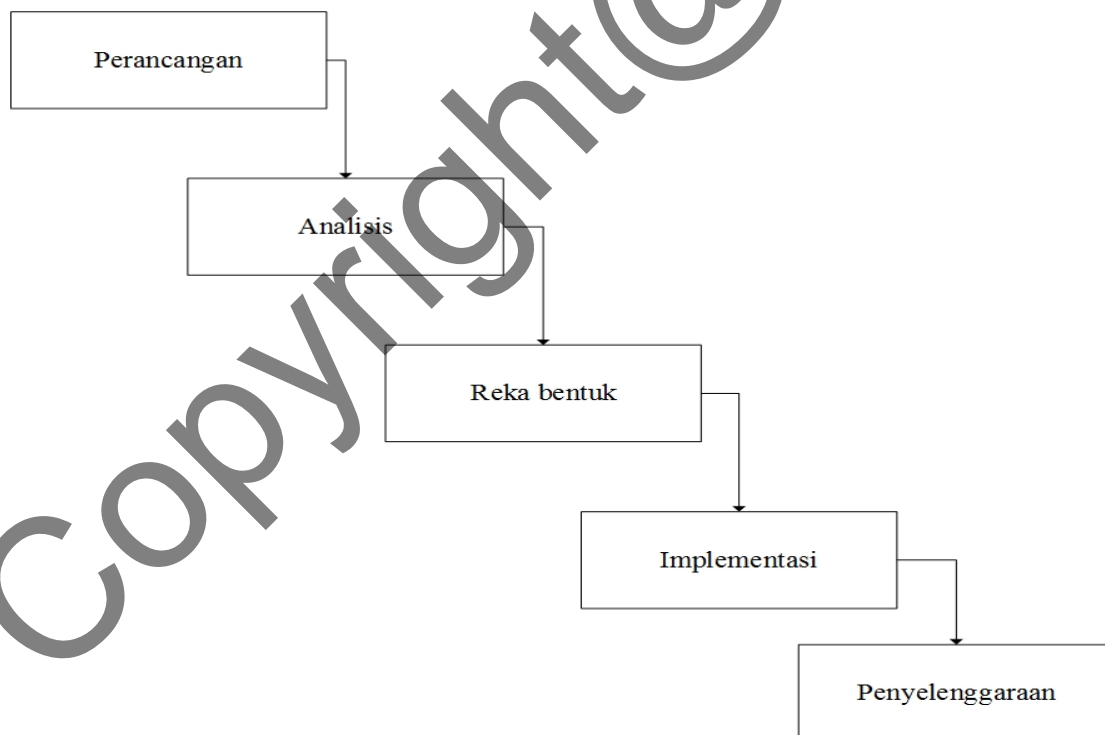 Perancangan
Analisis
Reka bentuk
Implementasi
Penyelenggaraan
Copyright@